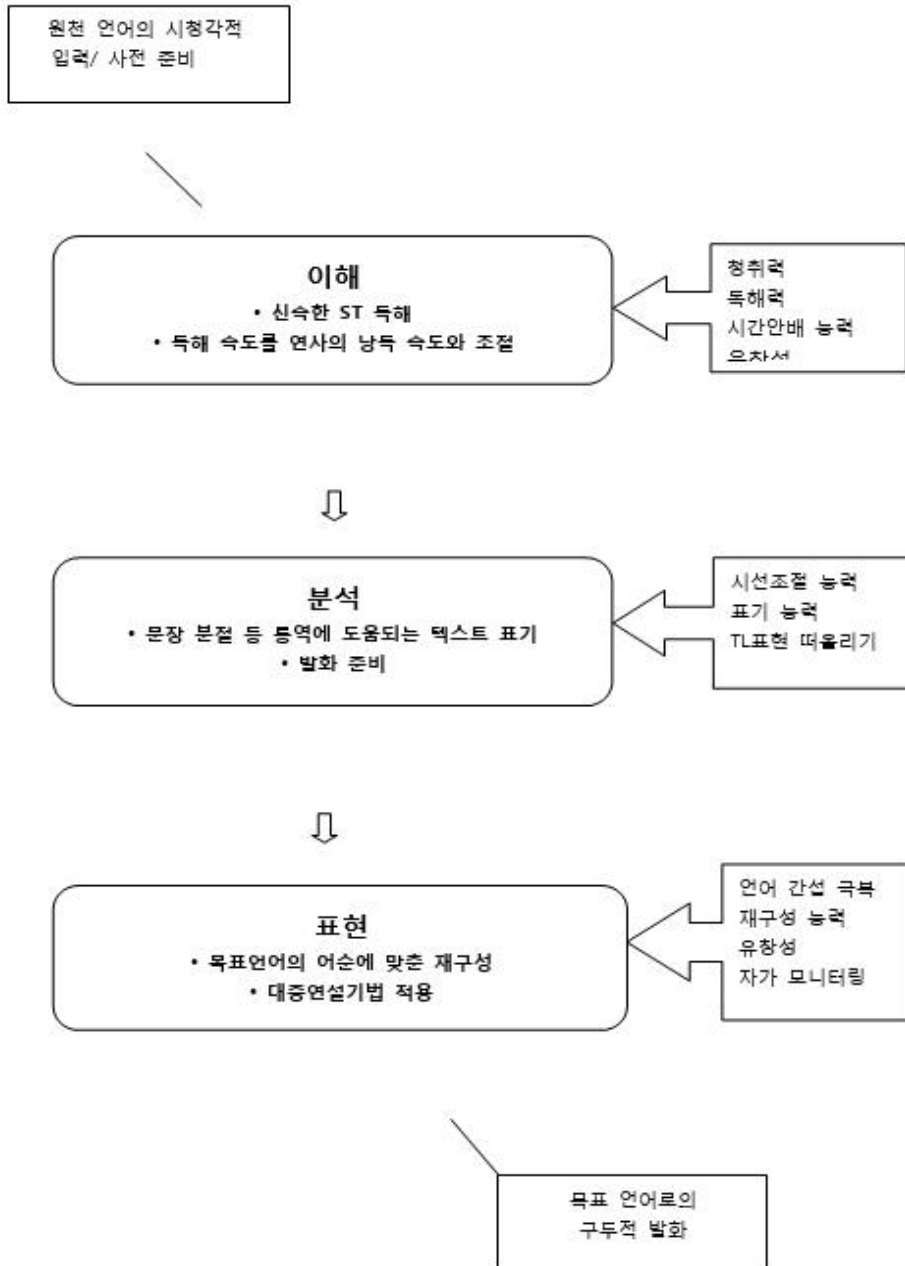 원천 언어의 시청각적
입력/ 사전 준비
이해
• 신속한 ST 독해
• 독해 속도를 연사의 낭독 속도와 조절
청취력
독해력
시간안배 능력
분석
• 문장 분절 등 통역에 도움되는 텍스트 표기
• 발화 준비
시선조절 능력
표기 능력
TL표현 떠올리기
표현
• 목표언어의 어순에 맞춘 재구성
• 대중연설기법 적용
언어 간섭 극복
재구성 능력
유창성
자가 모니터링
목표 언어로의
구두적 발화